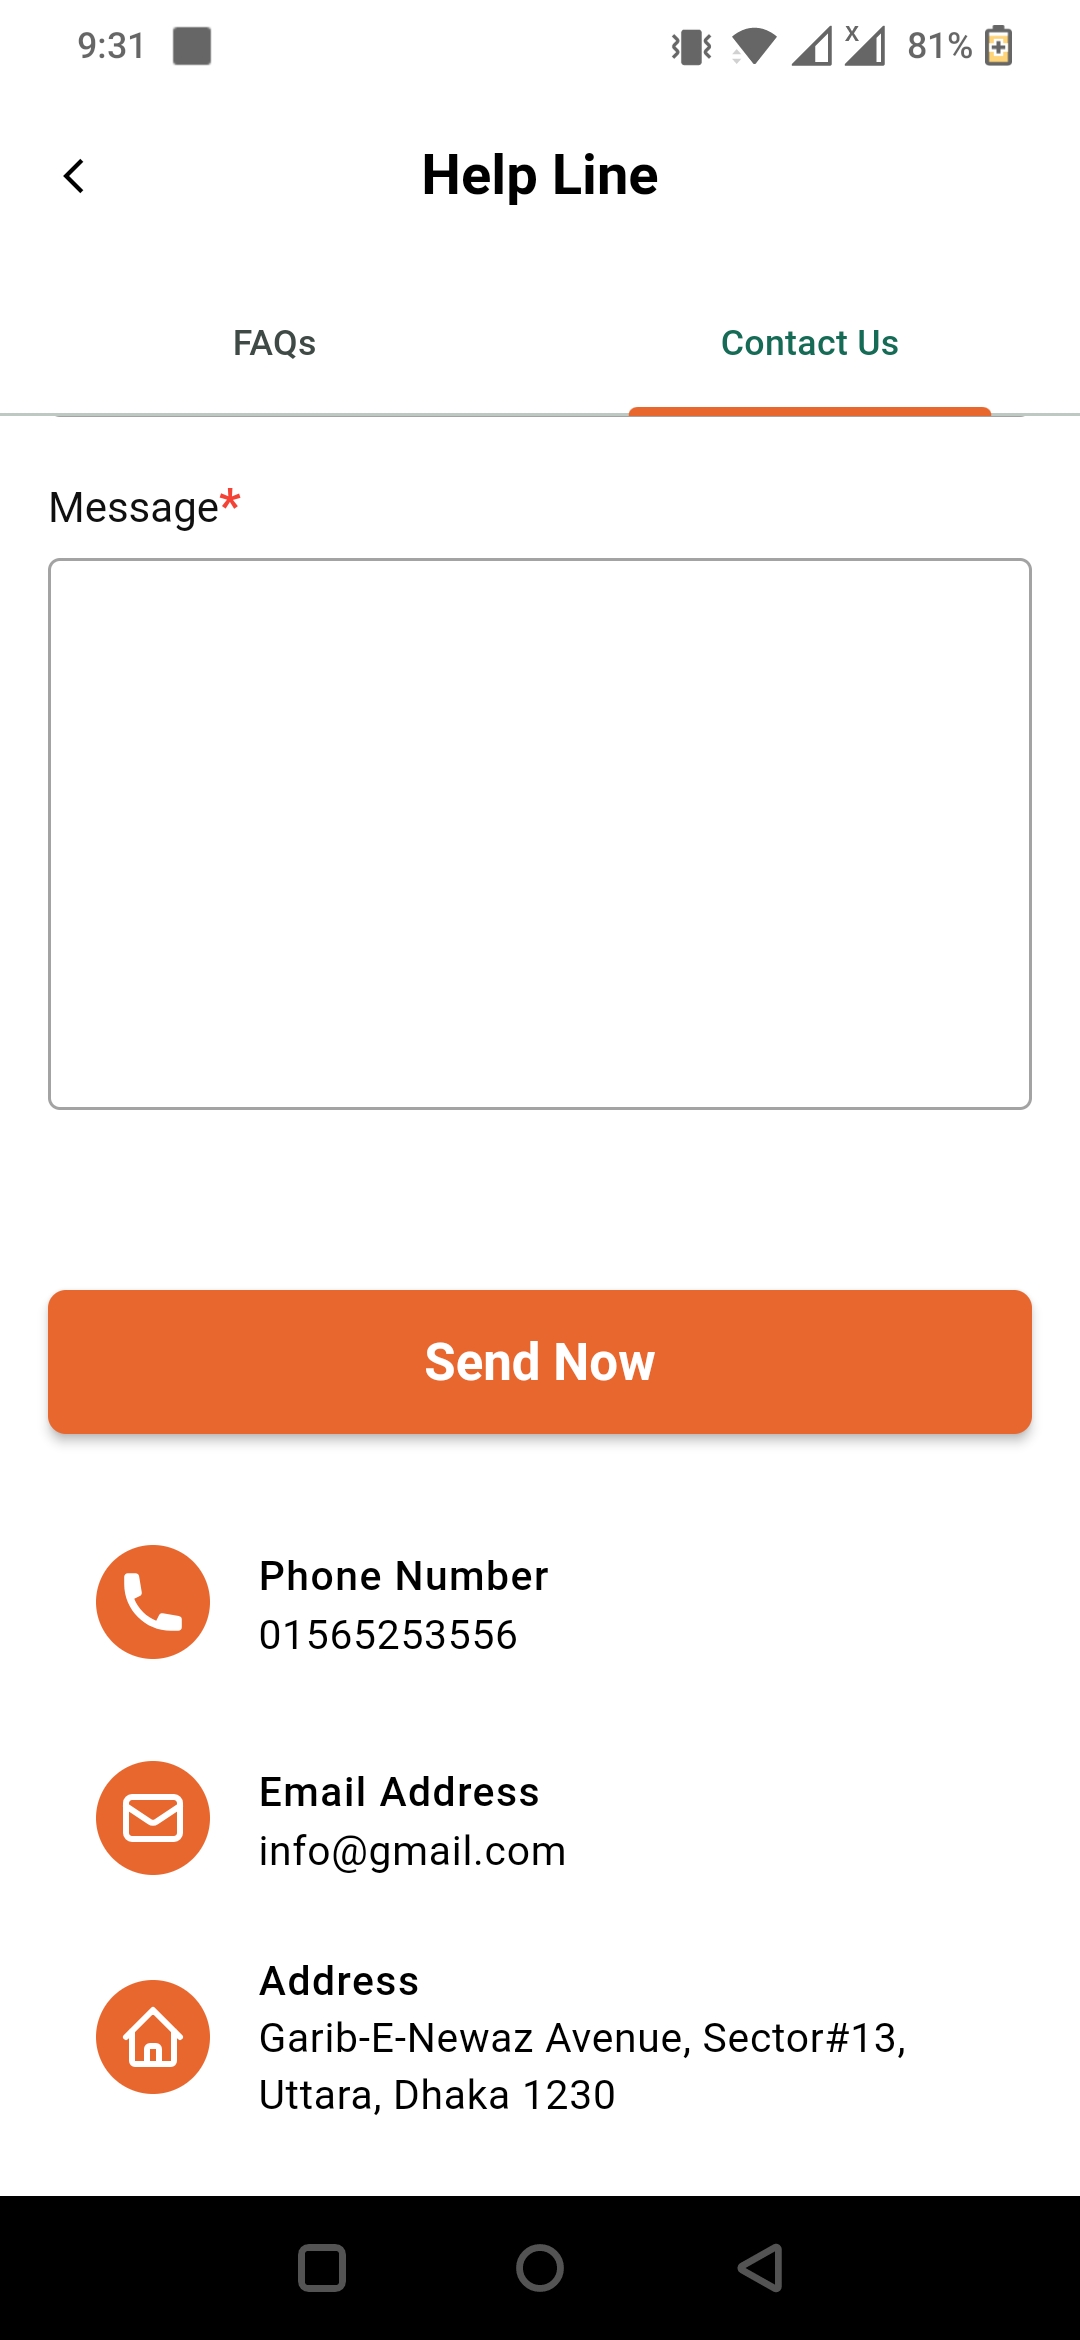 9:31
x
81%
Help Line
FAQs
Contact Us
Message*
Send Now
Phone Number
01565253556
Email Address
info@gmail.com
Address
Garib-E-Newaz Avenue, Sector#13,
Uttara, Dhaka 1230